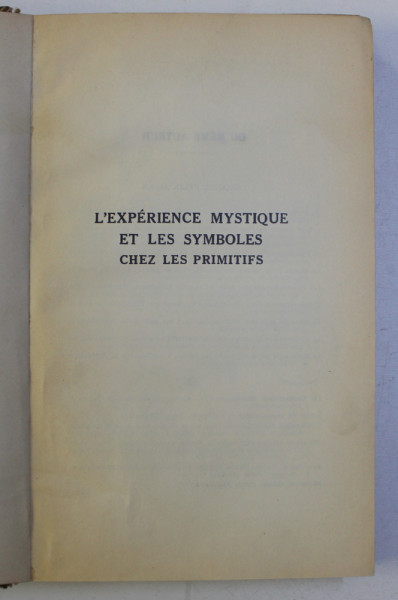 L'EXPÉRIENCE MYSTIQUE
ET LES SYMBOLES
CHEZ LES PRIMITIFS